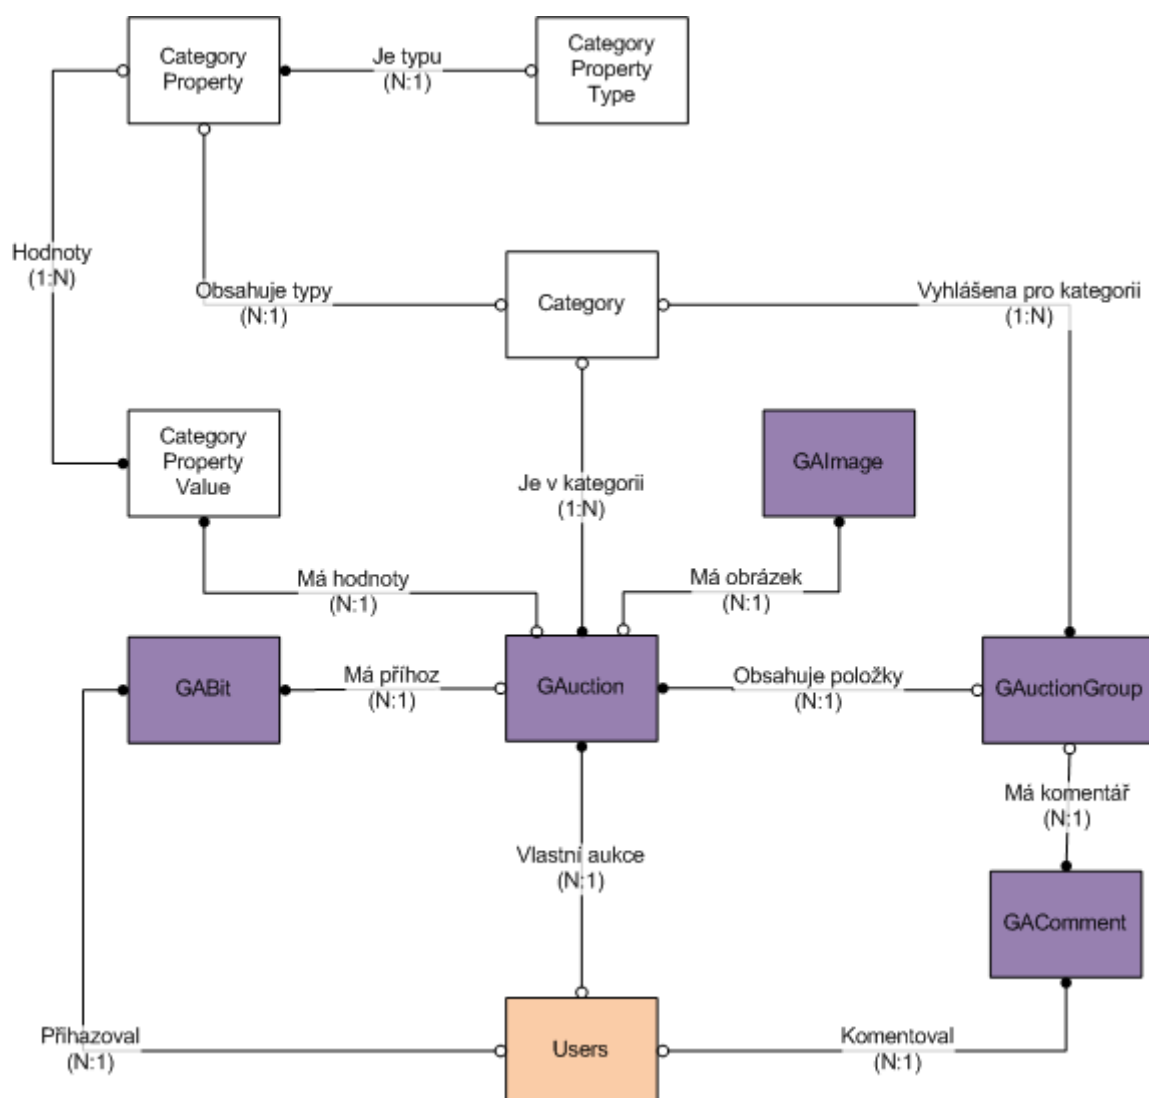 Category
Property
Je typu
(N:1)
Category
Property
Type
Hodnoty
(1:N)
Obsahuje typy
(N:1)
Category
Vyhlášena pro kategorii
(1:N)
Category
Property
Value
GAImage
Je v kategorii
(1:N)
Má hodnoty
(N:1)
Má obrázek
(N:1)
GABit
Má příhoz
(N:1)
GAuction
Obsahuje položky
(N:1)
GAuctionGroup
Má komentář
(N:1)
Vlastní aukce
(N:1)
GAComment
Přihazoval
(N:1)
Users
Komentoval
(N:1)